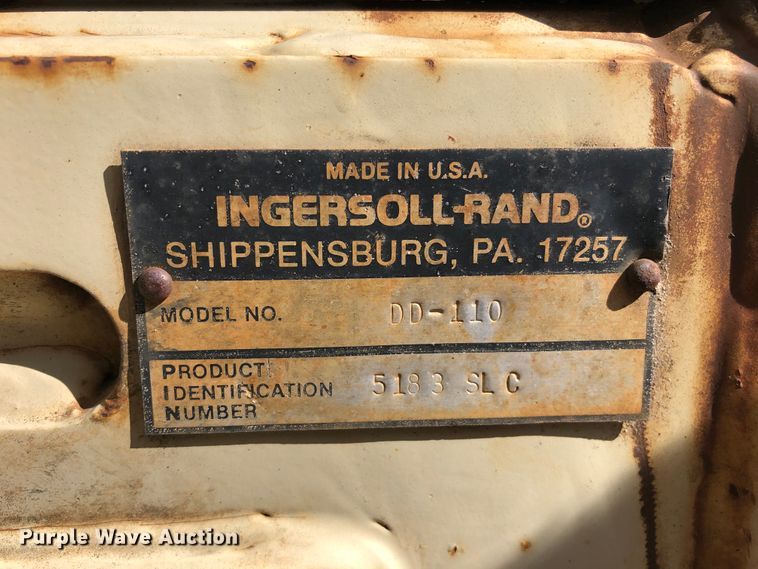 MADE IN U.S.A.
INGERSOLL-RAND®
SHIPPENSBURG, PA. 17257
MODEL NO. DD-110
PRODUCT
IDENTIFICATION
NUMBER
5183 SLC
Purple Wave Auction